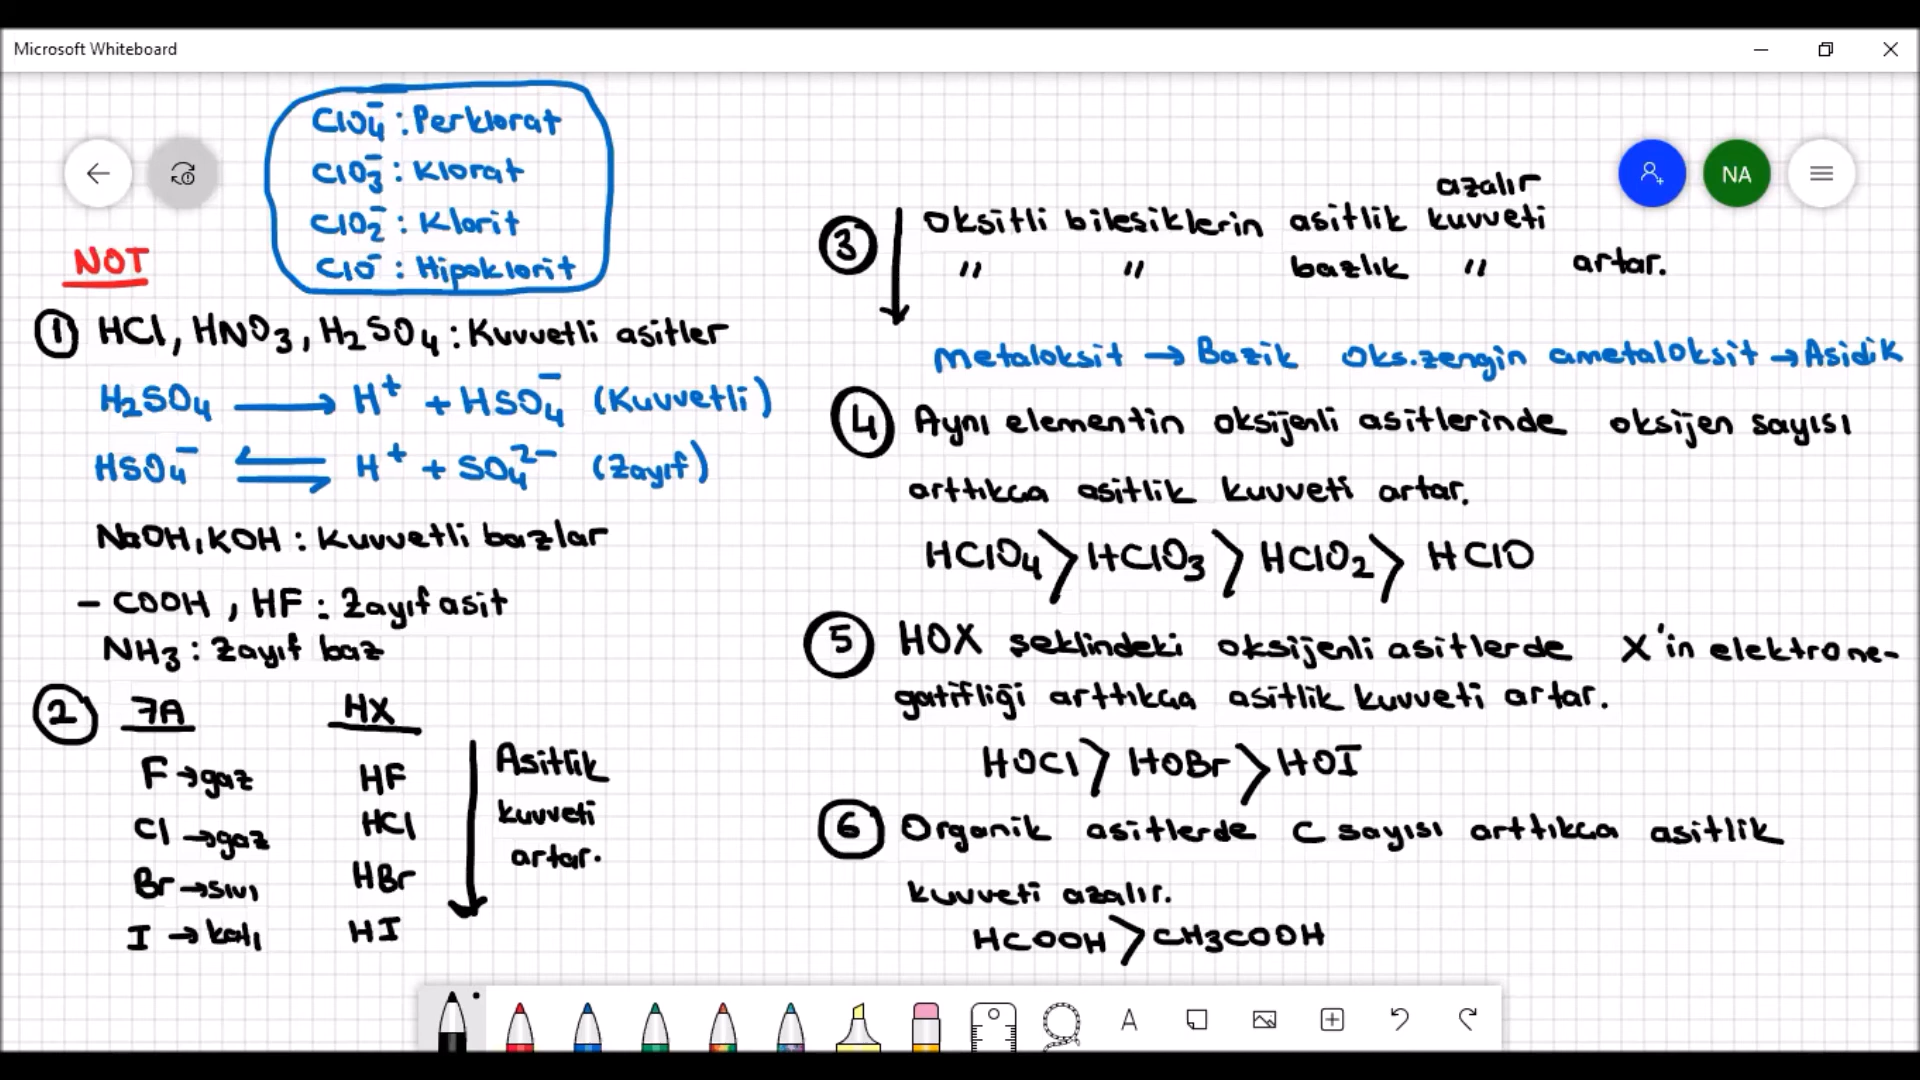 Microsoft Whiteboard
ClO₄⁻ : Perklorat
ClO₃⁻ : Klorat
ClO₂⁻ : Klorit
ClO⁻ : Hipoklorit
NOT
① HCl, HNO₃, H₂SO₄ : Kuvvetli asitler
H₂SO₄ → H⁺ + HSO₄⁻ (Kuvvetli)
HSO₄⁻ ⇌ H⁺ + SO₄²⁻ (Zayıf)
NaOH, KOH : Kuvvetli bazlar
- COOH, HF : Zayıf asit
NH₃ : Zayıf baz
② 7A HX
F → gaz HF
Cl → gaz HCl
Br → sıvı HBr
I → katı HI
↓ Asitlik
kuvveti
artar.
NA
azalır
③ ↓ Oksitli bileşiklerin asitlik kuvveti
" " bazlık " artar.
Metaloksit → Bazik Oks.zengin ametaloksit → Asidik
④ Aynı elementin oksijenli asitlerinde oksijen sayısı
arttıkça asitlik kuvveti artar.
HClO₄ > HClO₃ > HClO₂ > HClO
⑤ HOX şeklindeki oksijenli asitlerde X'in elektrone-
gatifliği arttıkça asitlik kuvveti artar.
HOCl > HOBr > HOI
⑥ Organik asitlerde C sayısı arttıkça asitlik
kuvveti azalır.
HCOOH > CH₃COOH
A